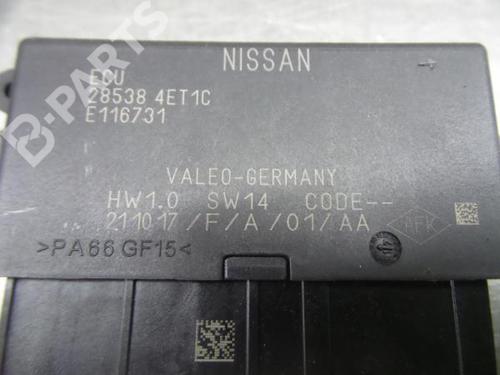 B-PARTS
NISSAN
ECU
28538 4ET1C
E116731
VALEO-GERMANY
HW1.0 SW14 CODE--
211017/F/A/01/AA
>PA66 GF15<